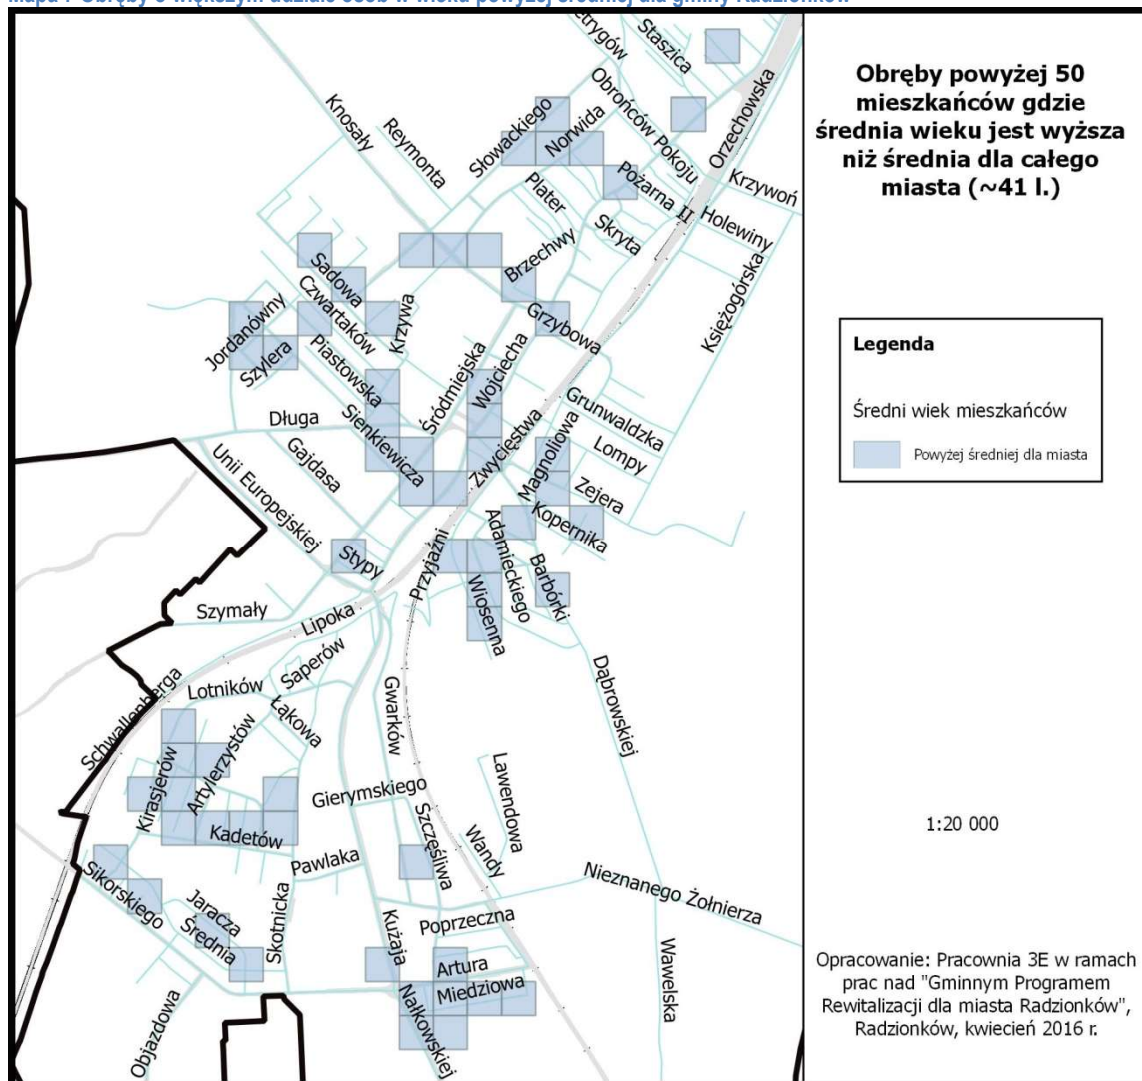 Obręby powyżej 50
mieszkańców gdzie
średnia wieku jest wyższa
niż średnia dla całego
miasta (~41 l.)
Legenda
Średni wiek mieszkańców
Powyżej średniej dla miasta
1:20 000
Opracowanie: Pracownia 3E w ramach
prac nad "Gminnym Programem
Rewitalizacji dla miasta Radzionków",
Radzionków, kwiecień 2016 r.
Staszica
Obrońców Pokoju
Orzechowska
Knosały
Reymonta
Słowackiego
Norwida
Pożarna
Krzywoń
Holewiny
Plater
Skryta
Brzechwy
Księżogórska
Sadowa
Czwartaków
Krzywa
Grzybowa
Jordanówny
Szylera
Piastowska
Śródmiejska
Wojciecha
Grunwaldzka
Długa
Sienkiewicza
Zwycięstwa
Magnoliowa
Lompy
Gajdasa
Zejera
Unii Europejskiej
Kopernika
Stypy
Przyjaźni
Adamieckiego
Barbórki
Wiosenna
Szymały
Lipoka
Saperów
Dąbrowskiej
Schwallenberga
Lotników
Łąkowa
Gwarków
Kirasjerów
Artylerzystów
Gierymskiego
Lawendowa
Kadetów
Szczęśliwa
Wandy
Pawlaka
Nieznanego Żołnierza
Sikorskiego
Jaracza
Średnia
Skotnicka
Poprzeczna
Kużaja
Artura
Wawelska
Miedziowa
Nałkowskiej
Objazdowa